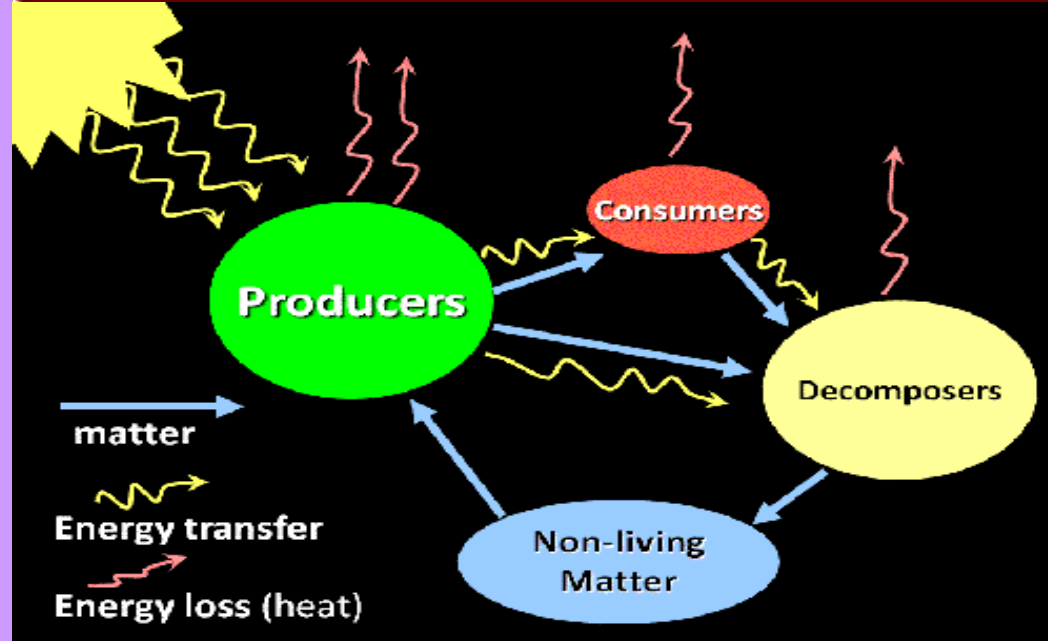 Consumers
Producers
Decomposers
matter
Energy transfer
Energy loss (heat)
Non-living
Matter